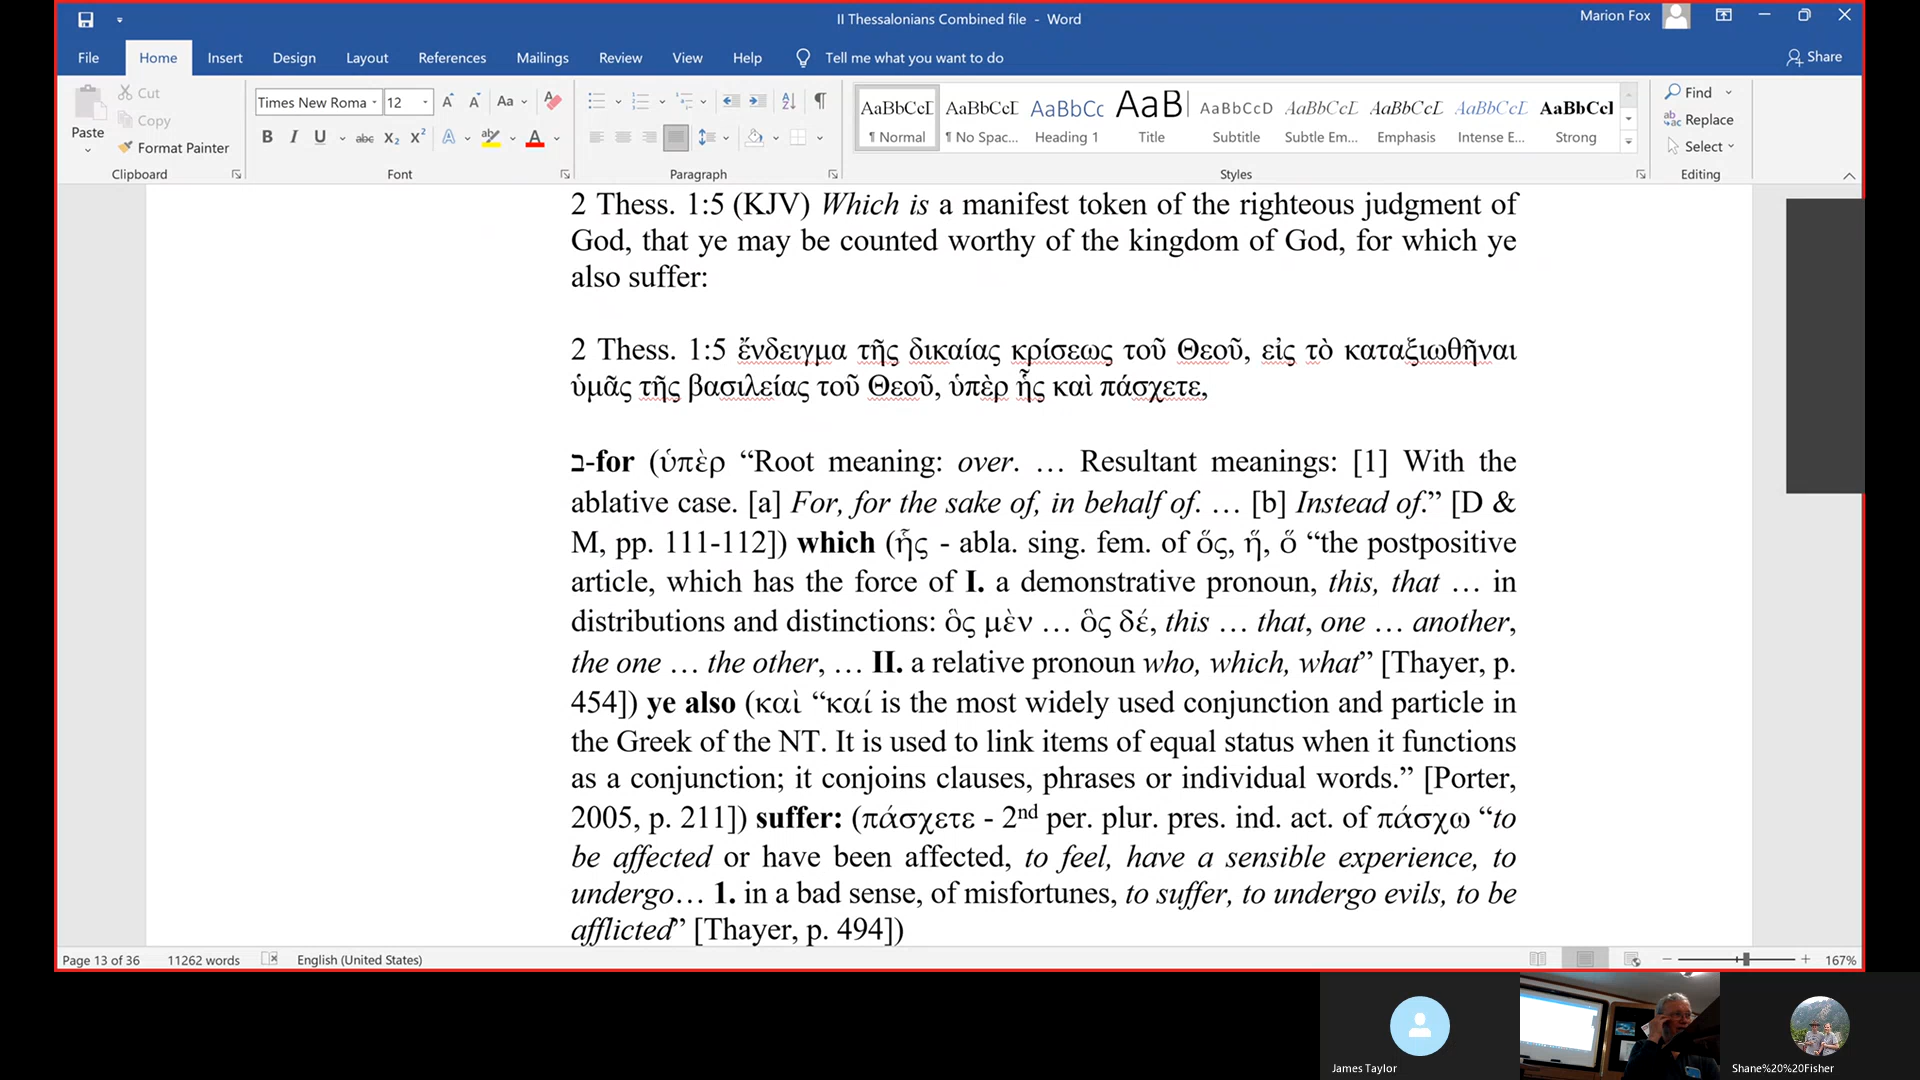 II Thessalonians Combined file - Word
Marion Fox
File Home Insert Design Layout References Mailings Review View Help Tell me what you want to do Share
Paste Cut Copy Format Painter Clipboard
Times New Roma 12 Font
Paragraph
AaBbCcD AaBbCcD AaBbCc AaB AaBbCcD AaBbCcD AaBbCcD AaBbCcD AaBbCcI
¶ Normal ¶ No Spac... Heading 1 Title Subtitle Subtle Em... Emphasis Intense E... Strong
Styles
Find
Replace
Select
Editing
2 Thess. 1:5 (KJV) Which is a manifest token of the righteous judgment of
God, that ye may be counted worthy of the kingdom of God, for which ye
also suffer:
2 Thess. 1:5 ἔνδειγμα τῆς δικαίας κρίσεως τοῦ Θεοῦ, εἰς τὸ καταξιωθῆναι
ὑμᾶς τῆς βασιλείας τοῦ Θεοῦ, ὑπὲρ ἧς καὶ πάσχετε,
ב-for (ὑπὲρ “Root meaning: over. … Resultant meanings: [1] With the
ablative case. [a] For, for the sake of, in behalf of. … [b] Instead of.” [D &
M, pp. 111-112]) which (ἧς - abla. sing. fem. of ὅς, ἥ, ὅ “the postpositive
article, which has the force of I. a demonstrative pronoun, this, that … in
distributions and distinctions: ὃς μὲν … ὃς δέ, this … that, one … another,
the one … the other, … II. a relative pronoun who, which, what” [Thayer, p.
454]) ye also (καὶ “καί is the most widely used conjunction and particle in
the Greek of the NT. It is used to link items of equal status when it functions
as a conjunction; it conjoins clauses, phrases or individual words.” [Porter,
2005, p. 211]) suffer: (πάσχετε - 2nd per. plur. pres. ind. act. of πάσχω “to
be affected or have been affected, to feel, have a sensible experience, to
undergo… 1. in a bad sense, of misfortunes, to suffer, to undergo evils, to be
afflicted” [Thayer, p. 494])
Page 13 of 36 11262 words English (United States) 167%
James Taylor
Shane%20%20Fisher